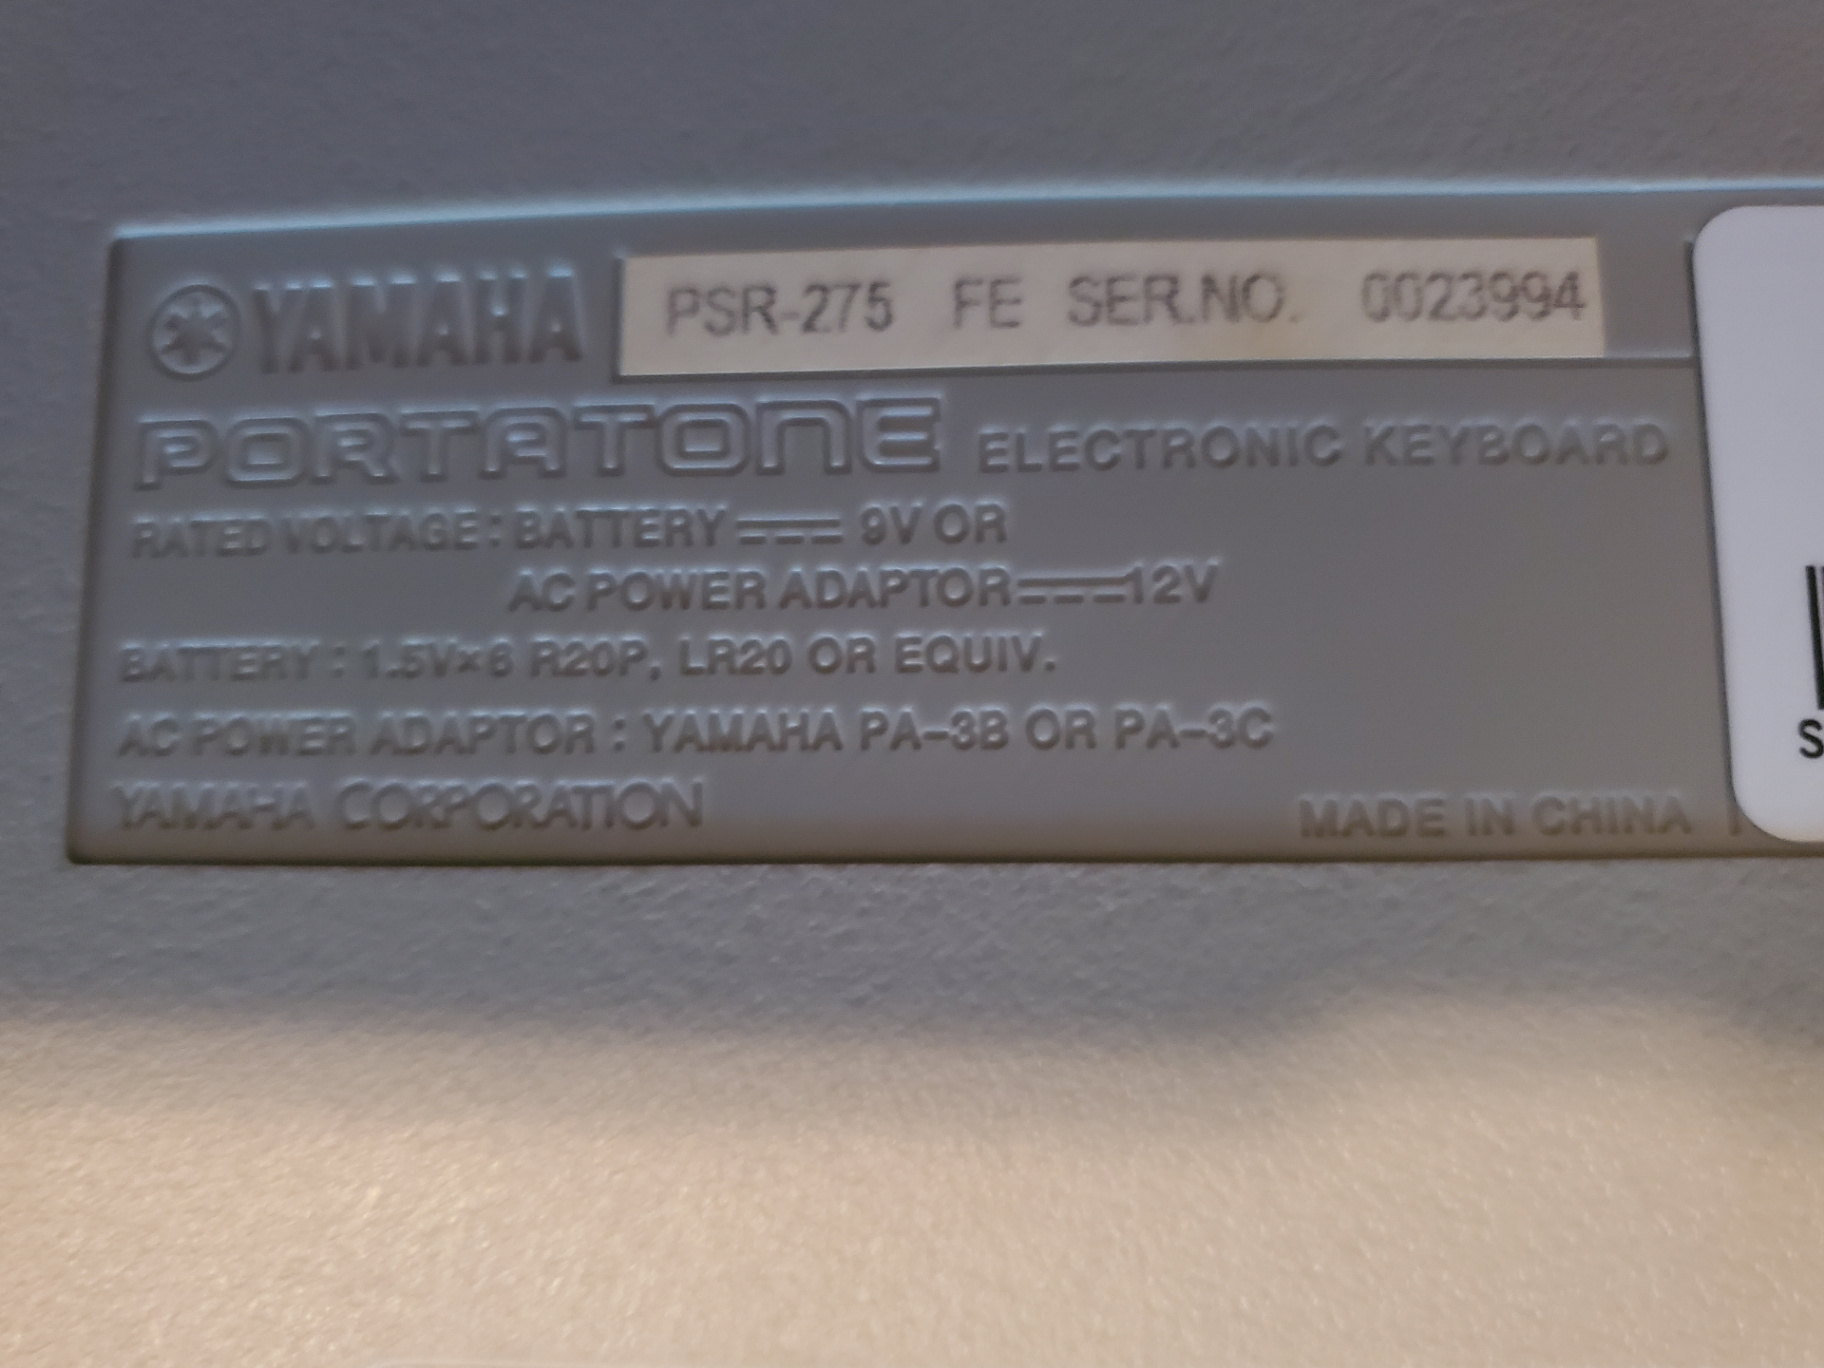 YAMAHA PSR-275 FE SER.NO. 0023994
PORTATONE ELECTRONIC KEYBOARD
RATED VOLTAGE : BATTERY ⎓ 9V OR
AC POWER ADAPTOR ⎓ 12V
BATTERY : 1.5V×6 R20P, LR20 OR EQUIV.
AC POWER ADAPTOR : YAMAHA PA-3B OR PA-3C
YAMAHA CORPORATION MADE IN CHINA
S